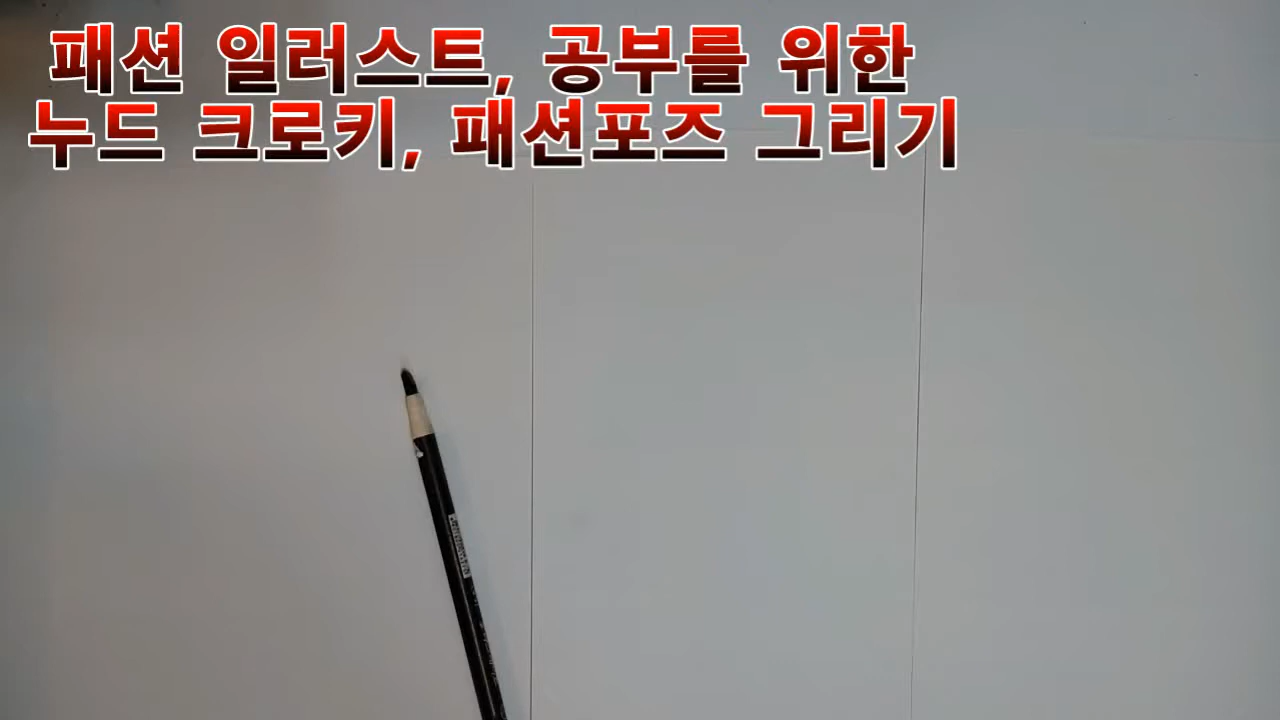 패션 일러스트, 공부를 위한
누드 크로키, 패션포즈 그리기